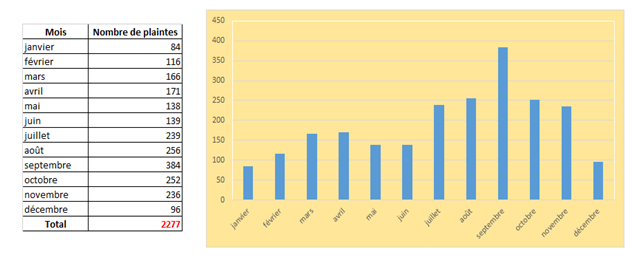 Mois Nombre de plaintes
janvier 84
février 116
mars 166
avril 171
mai 138
juin 139
juillet 239
août 256
septembre 384
octobre 252
novembre 236
décembre 96
Total 2277
450
400
350
300
250
200
150
100
50
0
janvier février mars avril mai juin juillet août septembre octobre novembre décembre